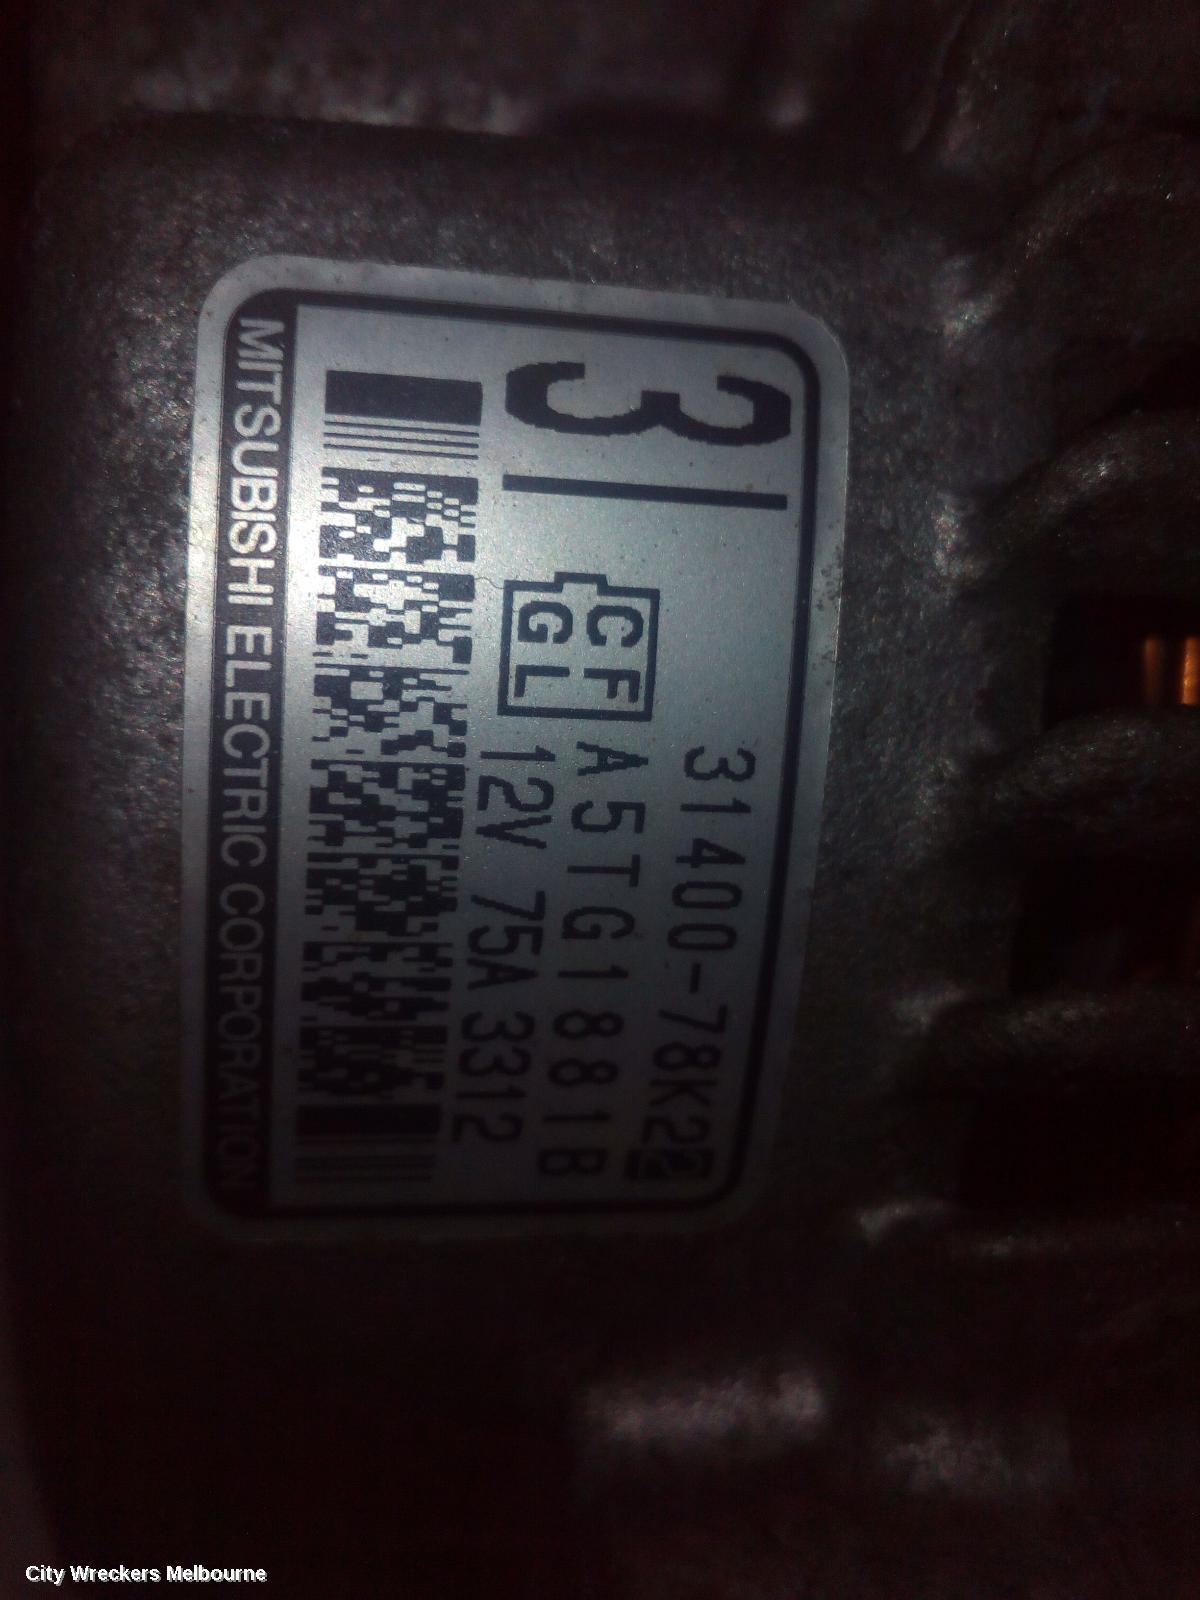 3
31400-78K2
CF
GL
A5TG1881B
12V 75A 3312
MITSUBISHI ELECTRIC CORPORATION
City Wreckers Melbourne